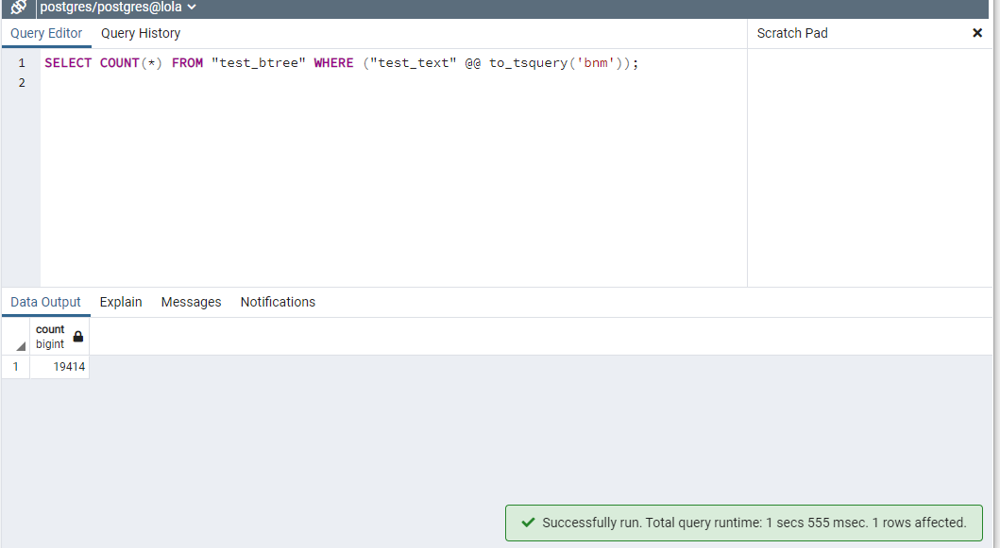 postgres/postgres@lola
Query Editor Query History Scratch Pad
1 SELECT COUNT(*) FROM "test_btree" WHERE ("test_text" @@ to_tsquery('bnm'));
2
Data Output Explain Messages Notifications
count
bigint
1 19414
Successfully run. Total query runtime: 1 secs 555 msec. 1 rows affected.